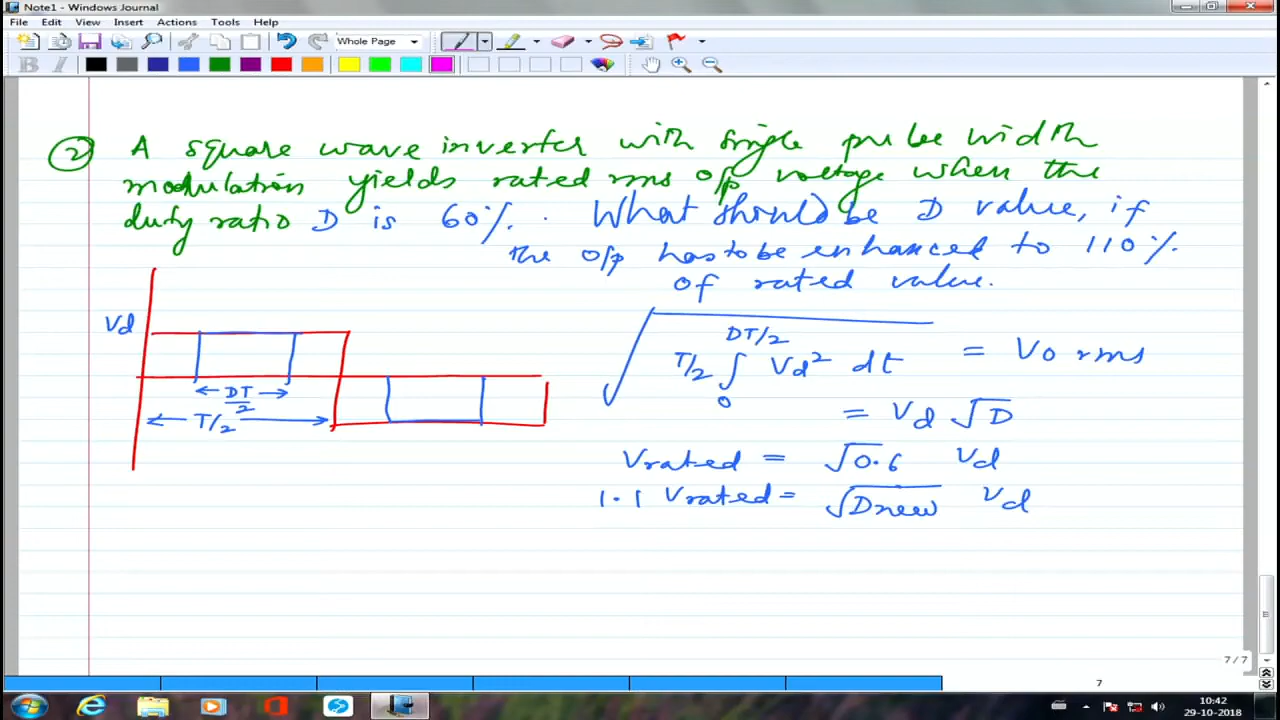 Note1 - Windows Journal
File Edit View Insert Actions Tools Help
Whole Page
B I
② A square wave inverter with single pulse width
modulation yields rated rms o/p voltage when the
duty ratio D is 60%. What should be D value, if
the o/p has to be enhanced to 110%
of rated value.
Vd
DT/2
T/2
DT/2
T/2 ∫ Vd² dt = Vo rms
0
= Vd √D
Vrated = √0.6 Vd
1.1 Vrated = √Dnew Vd
7 / 7
7
10:42
29-10-2018